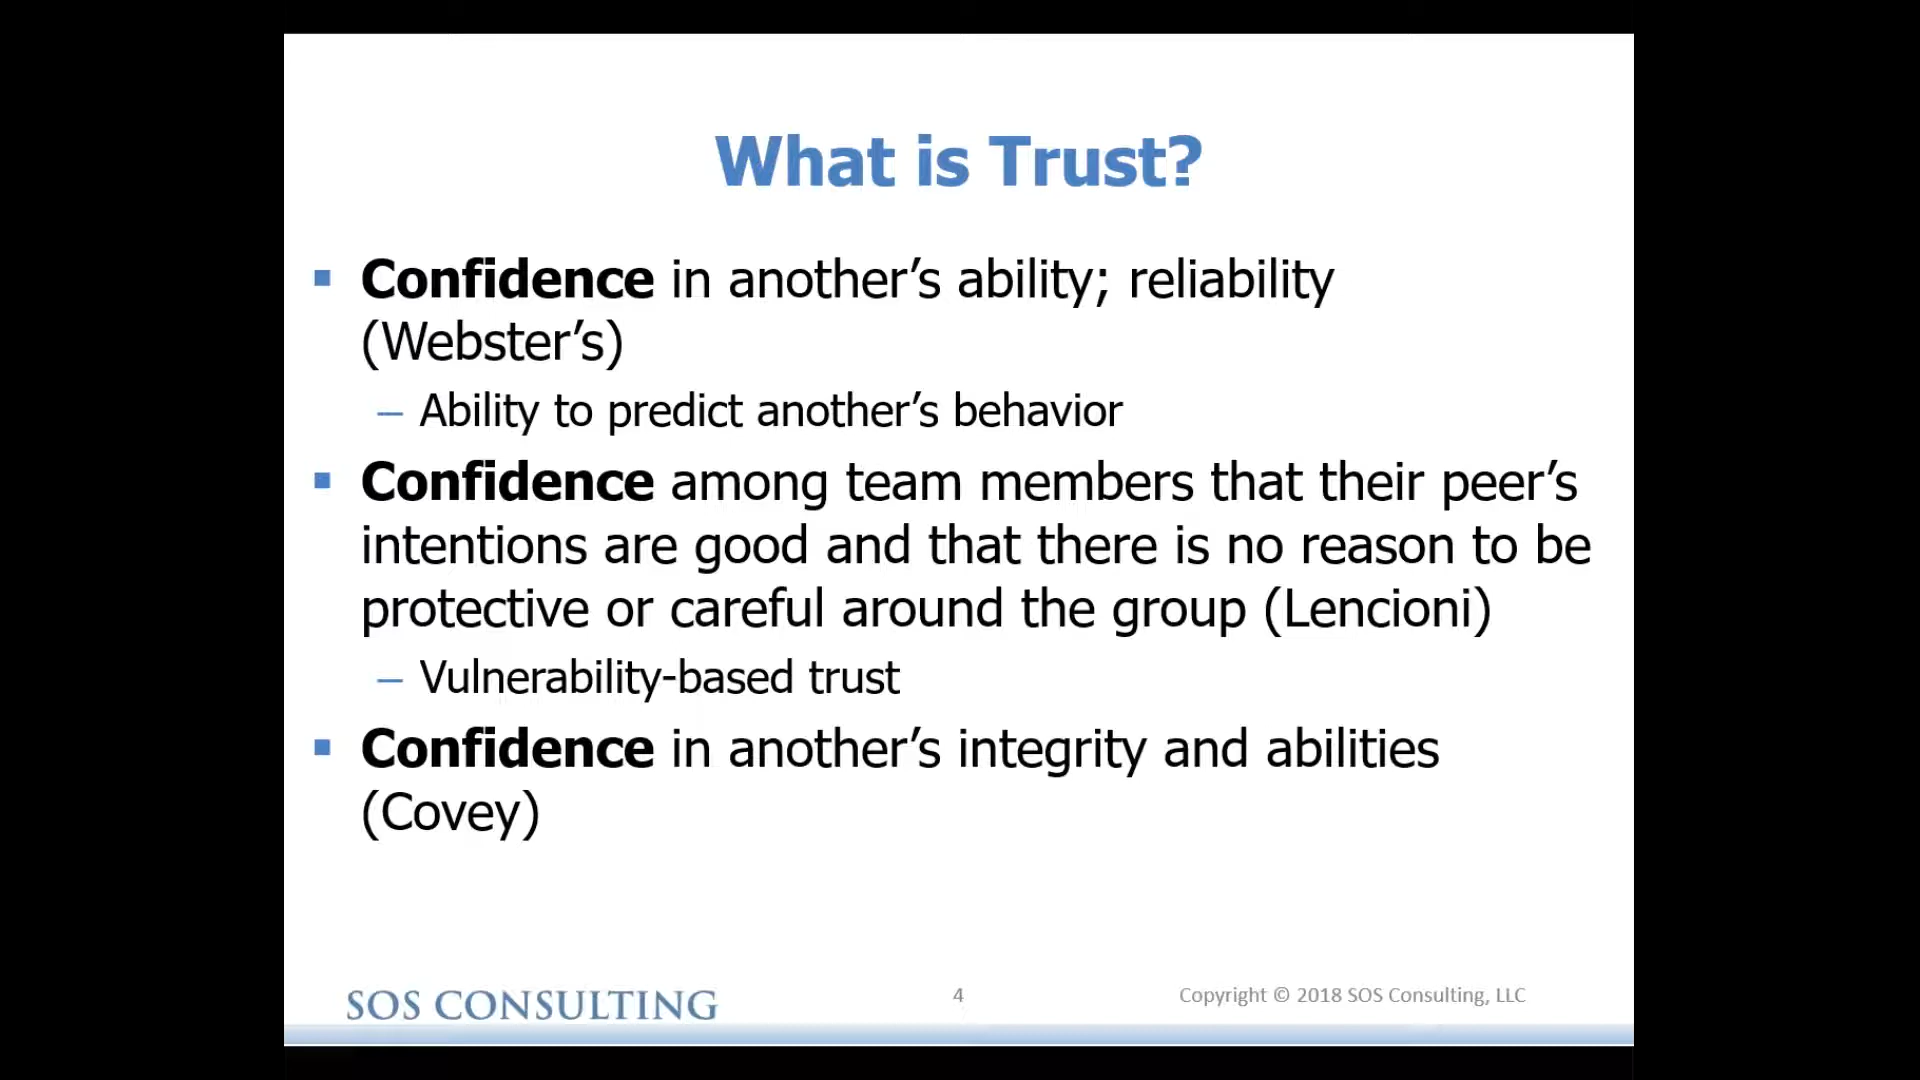 What is Trust?
▪ Confidence in another’s ability; reliability
(Webster’s)
– Ability to predict another’s behavior
▪ Confidence among team members that their peer’s
intentions are good and that there is no reason to be
protective or careful around the group (Lencioni)
– Vulnerability-based trust
▪ Confidence in another’s integrity and abilities
(Covey)
SOS CONSULTING
4
Copyright © 2018 SOS Consulting, LLC